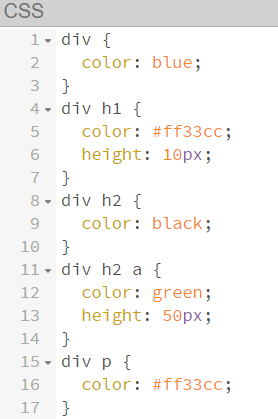 CSS
1 div {
2   color: blue;
3 }
4 div h1 {
5   color: #ff33cc;
6   height: 10px;
7 }
8 div h2 {
9   color: black;
10 }
11 div h2 a {
12   color: green;
13   height: 50px;
14 }
15 div p {
16   color: #ff33cc;
17 }